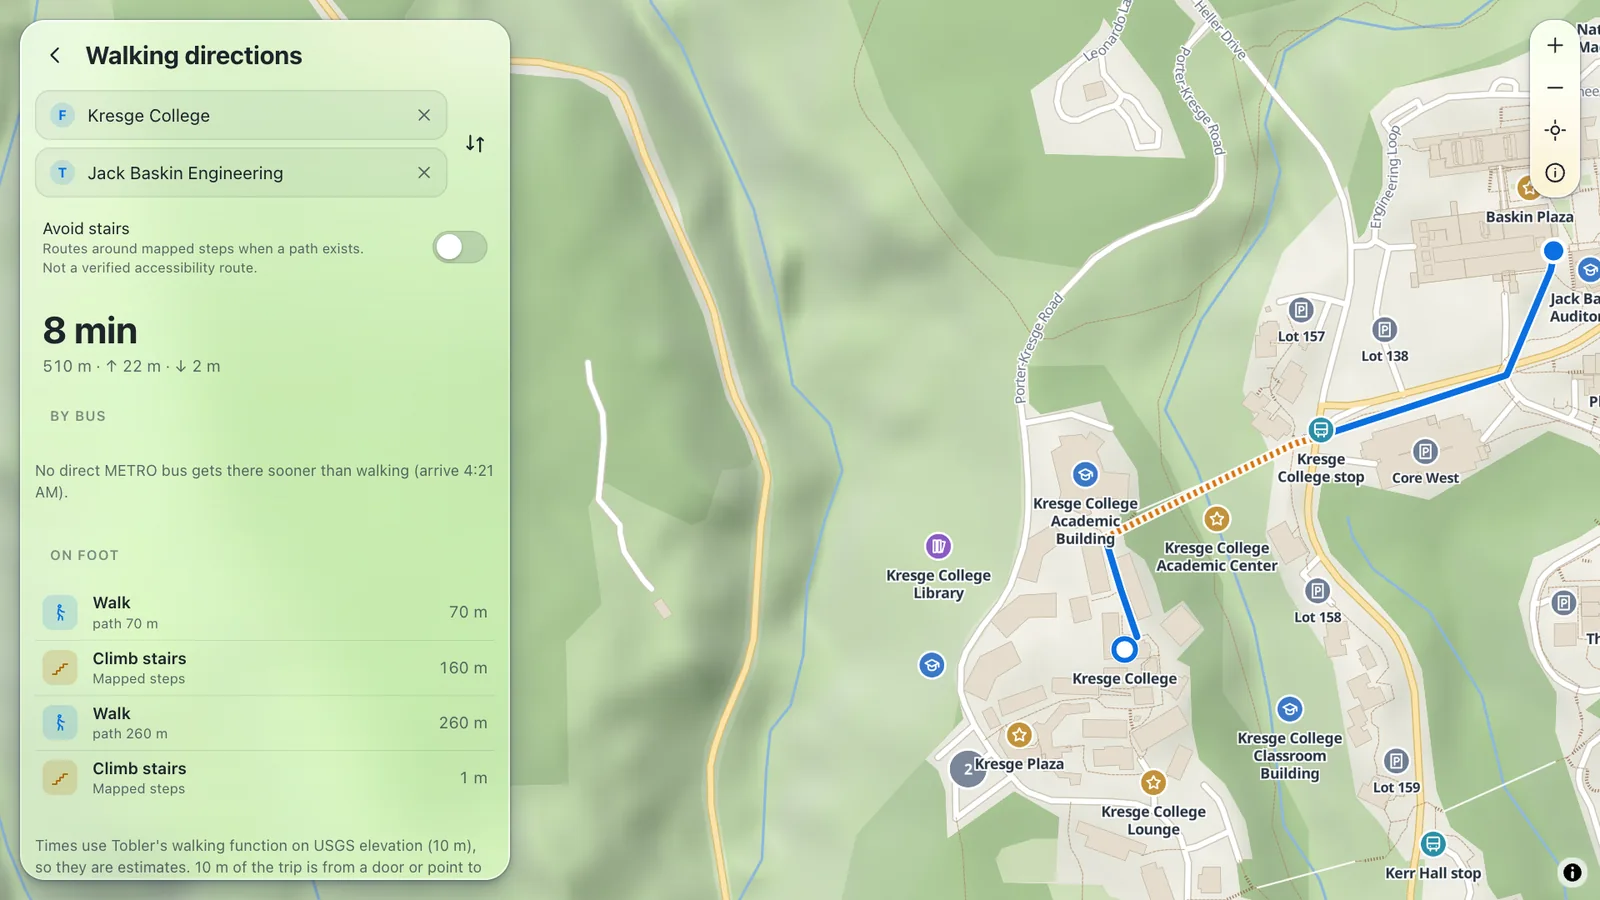 Walking directions
F
Kresge College
T
Jack Baskin Engineering
Avoid stairs
Routes around mapped steps when a path exists.
Not a verified accessibility route.
8 min
510 m · ↑ 22 m · ↓ 2 m
BY BUS
No direct METRO bus gets there sooner than walking (arrive 4:21
AM).
ON FOOT
Walk
path 70 m
70 m
Climb stairs
Mapped steps
160 m
Walk
path 260 m
260 m
Climb stairs
Mapped steps
1 m
Times use Tobler's walking function on USGS elevation (10 m),
so they are estimates. 10 m of the trip is from a door or point to
Heller Drive
Porter-Kresge Road
Engineering Loop
Baskin Plaza
Jack Ba
Auditor
P
Lot 157
P
Lot 138
Porter-Kresge Road
Kresge
College stop
P
Core West
Kresge College
Academic
Building
Kresge College
Academic Center
Kresge College
Library
P
Lot 158
P
Th
Kresge College
Kresge College
Classroom
Building
Kresge Plaza
2
P
Lot 159
Kresge College
Lounge
Kerr Hall stop